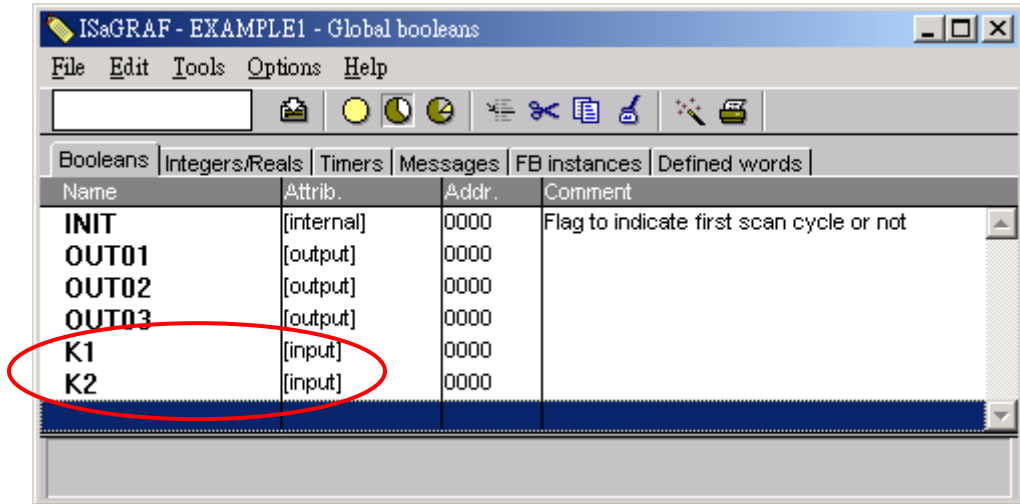 ISaGRAF - EXAMPLE1 - Global booleans
File Edit Tools Options Help
Booleans Integers/Reals Timers Messages FB instances Defined words
Name Attrib. Addr. Comment
INIT [internal] 0000 Flag to indicate first scan cycle or not
OUT01 [output] 0000
OUT02 [output] 0000
OUT03 [output] 0000
K1 [input] 0000
K2 [input] 0000